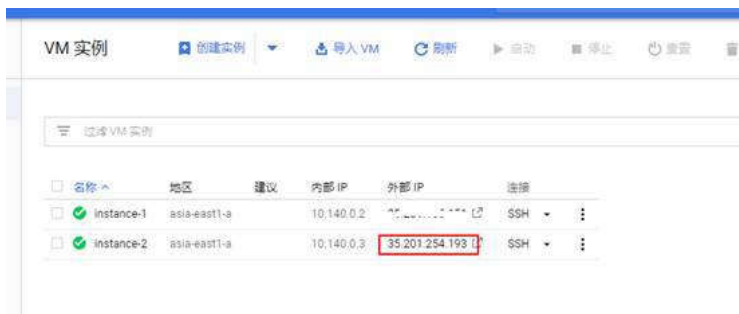 VM 实例 创建实例 导入 VM 刷新 启动 停止 重置
过滤 VM 实例
名称 地区 建议 内部 IP 外部 IP 连接
instance-1 asia-east1-a 10.140.0.2 SSH
instance-2 asia-east1-a 10.140.0.3 35.201.254.193 SSH